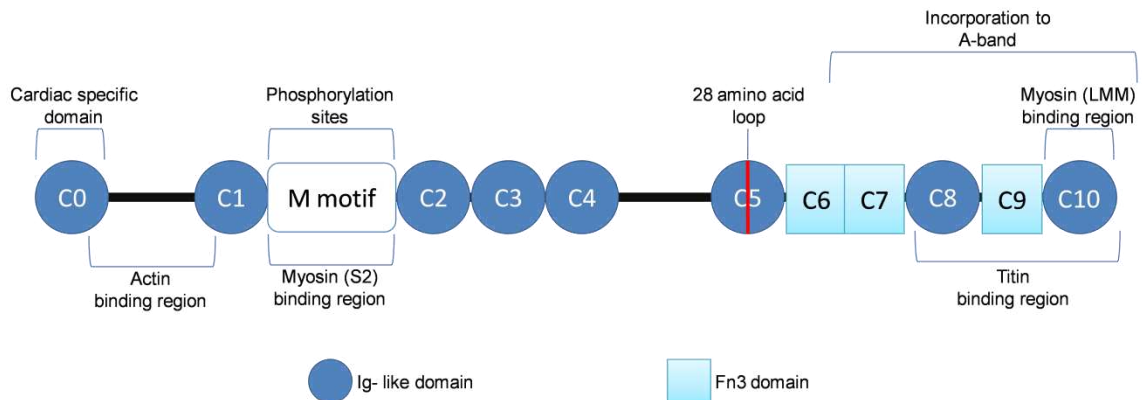 Incorporation to
A-band
Cardiac specific
domain
Phosphorylation
sites
28 amino acid
loop
Myosin (LMM)
binding region
C0
C1
M motif
C2
C3
C4
C5
C6
C7
C8
C9
C10
Actin
binding region
Myosin (S2)
binding region
Titin
binding region
Ig- like domain
Fn3 domain